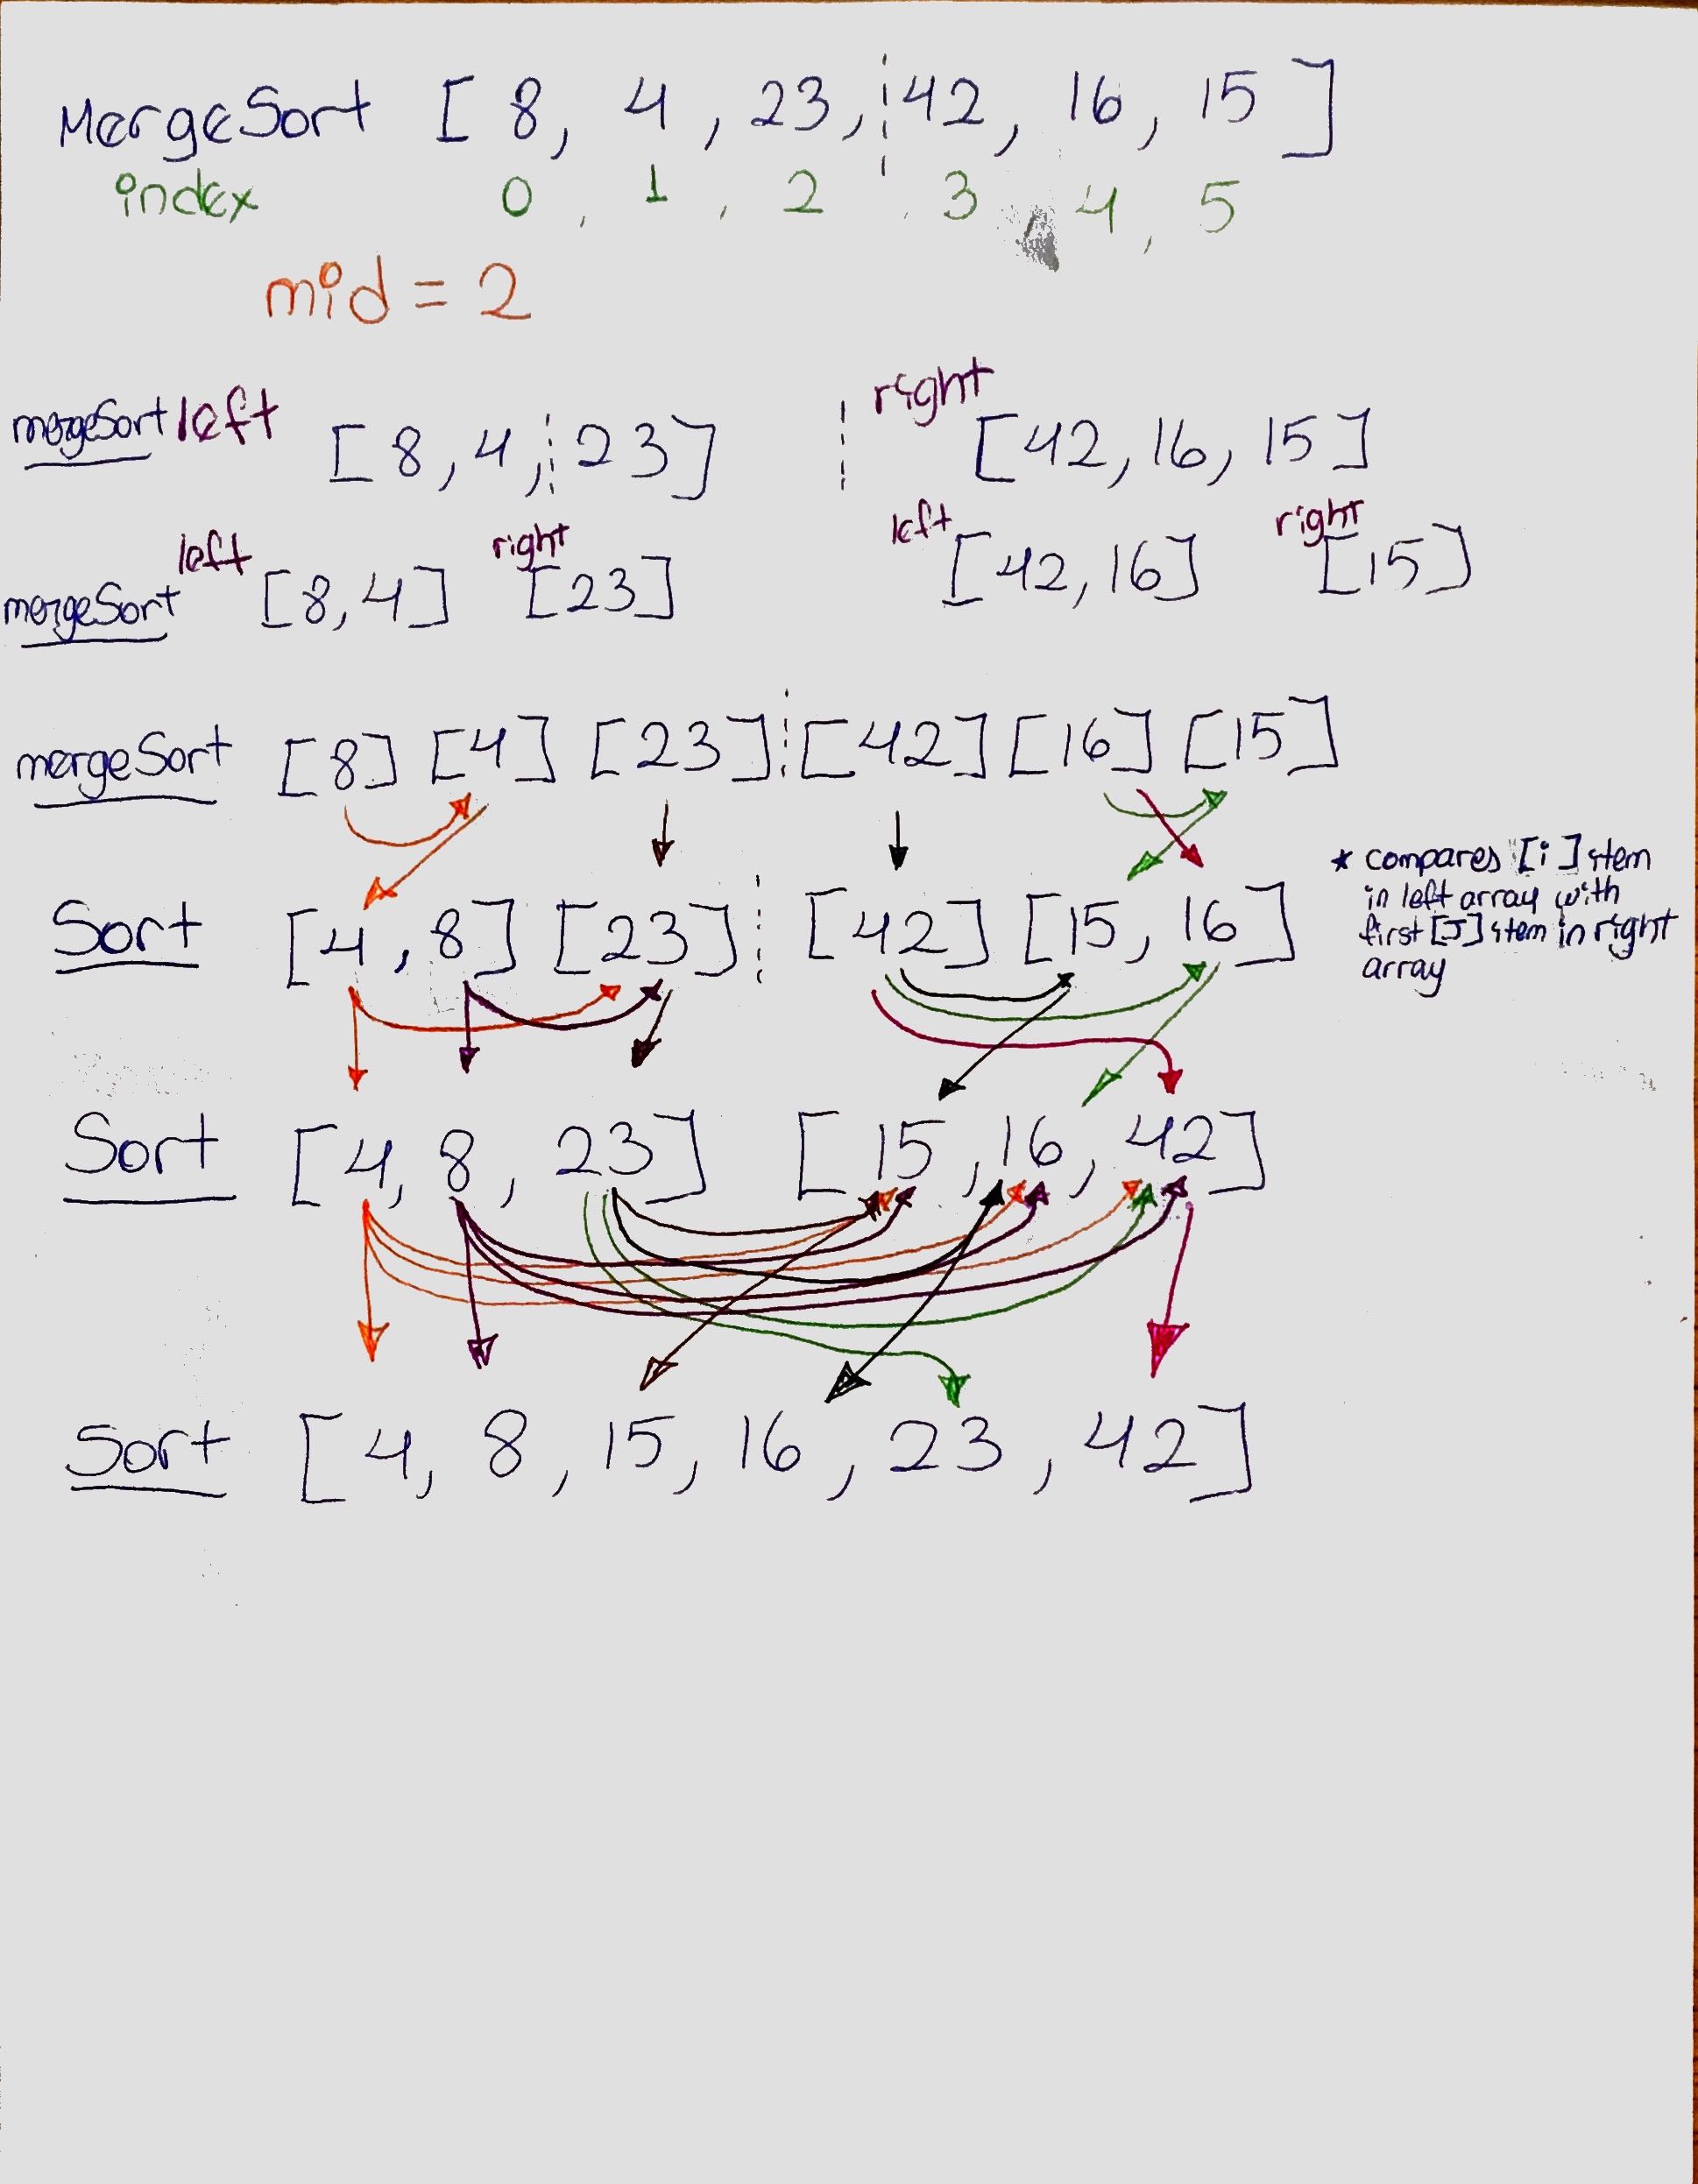 MergeSort [ 8, 4, 23, 42, 16, 15 ]
index 0, 1, 2, 3, 4, 5
mid = 2
mergeSort left [8, 4, 23] right [42, 16, 15]
mergeSort left [8, 4] right [23] left [42, 16] right [15]
mergeSort [8] [4] [23] [42] [16] [15]
Sort [4, 8] [23] [42] [15, 16]
* compares [i] item
in left array with
first [J] item in right
array
Sort [4, 8, 23] [15, 16, 42]
Sort [4, 8, 15, 16, 23, 42]